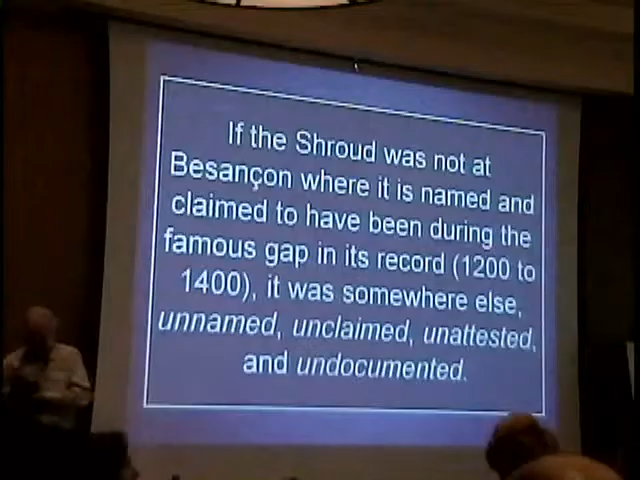 If the Shroud was not at
Besançon where it is named and
claimed to have been during the
famous gap in its record (1200 to
1400), it was somewhere else,
unnamed, unclaimed, unattested,
and undocumented.